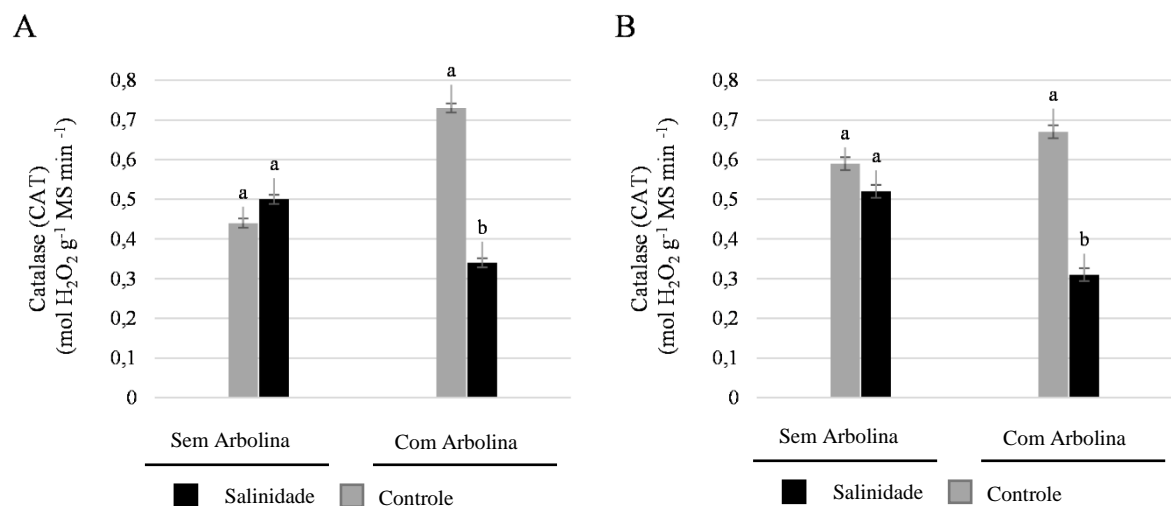 A
Catalase (CAT)
(mol H₂O₂ g⁻¹ MS min ⁻¹)
0,8
0,7
0,6
0,5
0,4
0,3
0,2
0,1
0
a
a
a
b
Sem Arbolina
Com Arbolina
Salinidade
Controle
B
Catalase (CAT)
(mol H₂O₂ g⁻¹ MS min ⁻¹)
0,8
0,7
0,6
0,5
0,4
0,3
0,2
0,1
0
a
a
a
b
Sem Arbolina
Com Arbolina
Salinidade
Controle